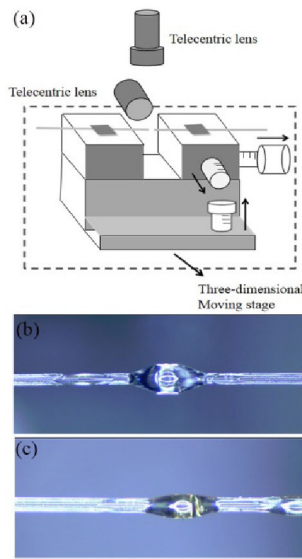 (a)
Telecentric lens
Telecentric lens
Three-dimensional
Moving stage
(b)
(c)